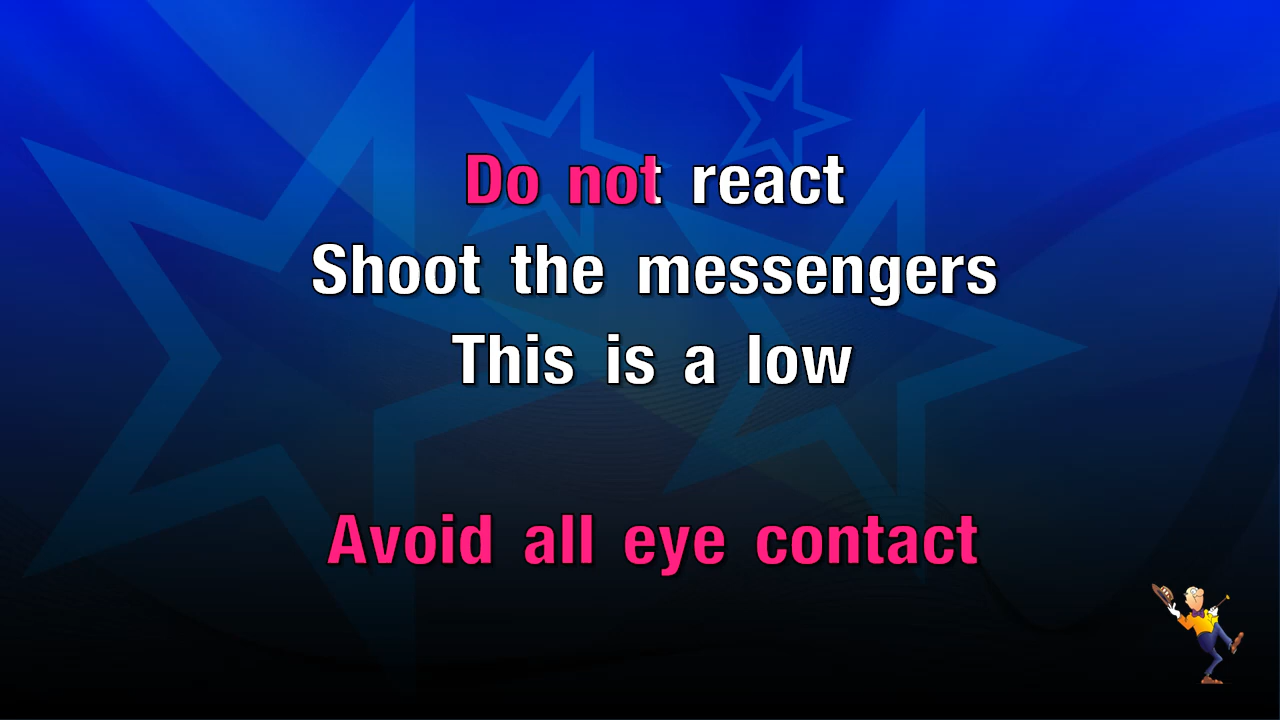 Do not react
Shoot the messengers
This is a low
Avoid all eye contact